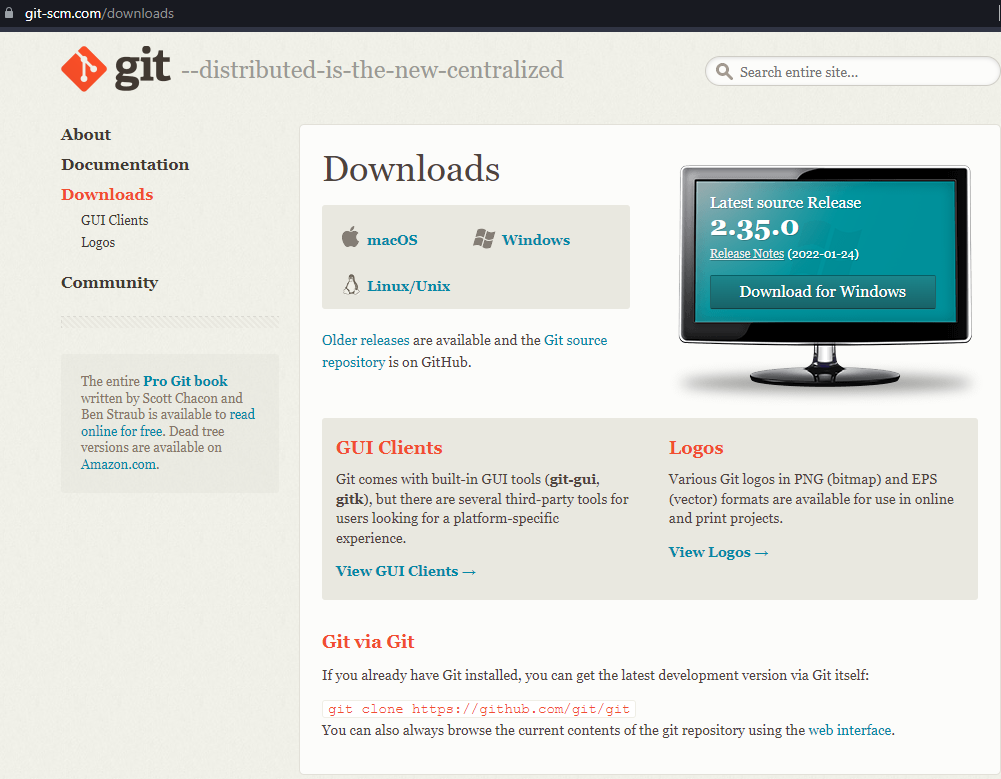 git-scm.com/downloads
git --distributed-is-the-new-centralized
Search entire site...
About
Documentation
Downloads
GUI Clients
Logos
Community
The entire Pro Git book
written by Scott Chacon and
Ben Straub is available to read
online for free. Dead tree
versions are available on
Amazon.com.
Downloads
macOS
Windows
Linux/Unix
Older releases are available and the Git source
repository is on GitHub.
Latest source Release
2.35.0
Release Notes (2022-01-24)
Download for Windows
GUI Clients
Git comes with built-in GUI tools (git-gui,
gitk), but there are several third-party tools for
users looking for a platform-specific
experience.
View GUI Clients →
Logos
Various Git logos in PNG (bitmap) and EPS
(vector) formats are available for use in online
and print projects.
View Logos →
Git via Git
If you already have Git installed, you can get the latest development version via Git itself:
git clone https://github.com/git/git
You can also always browse the current contents of the git repository using the web interface.